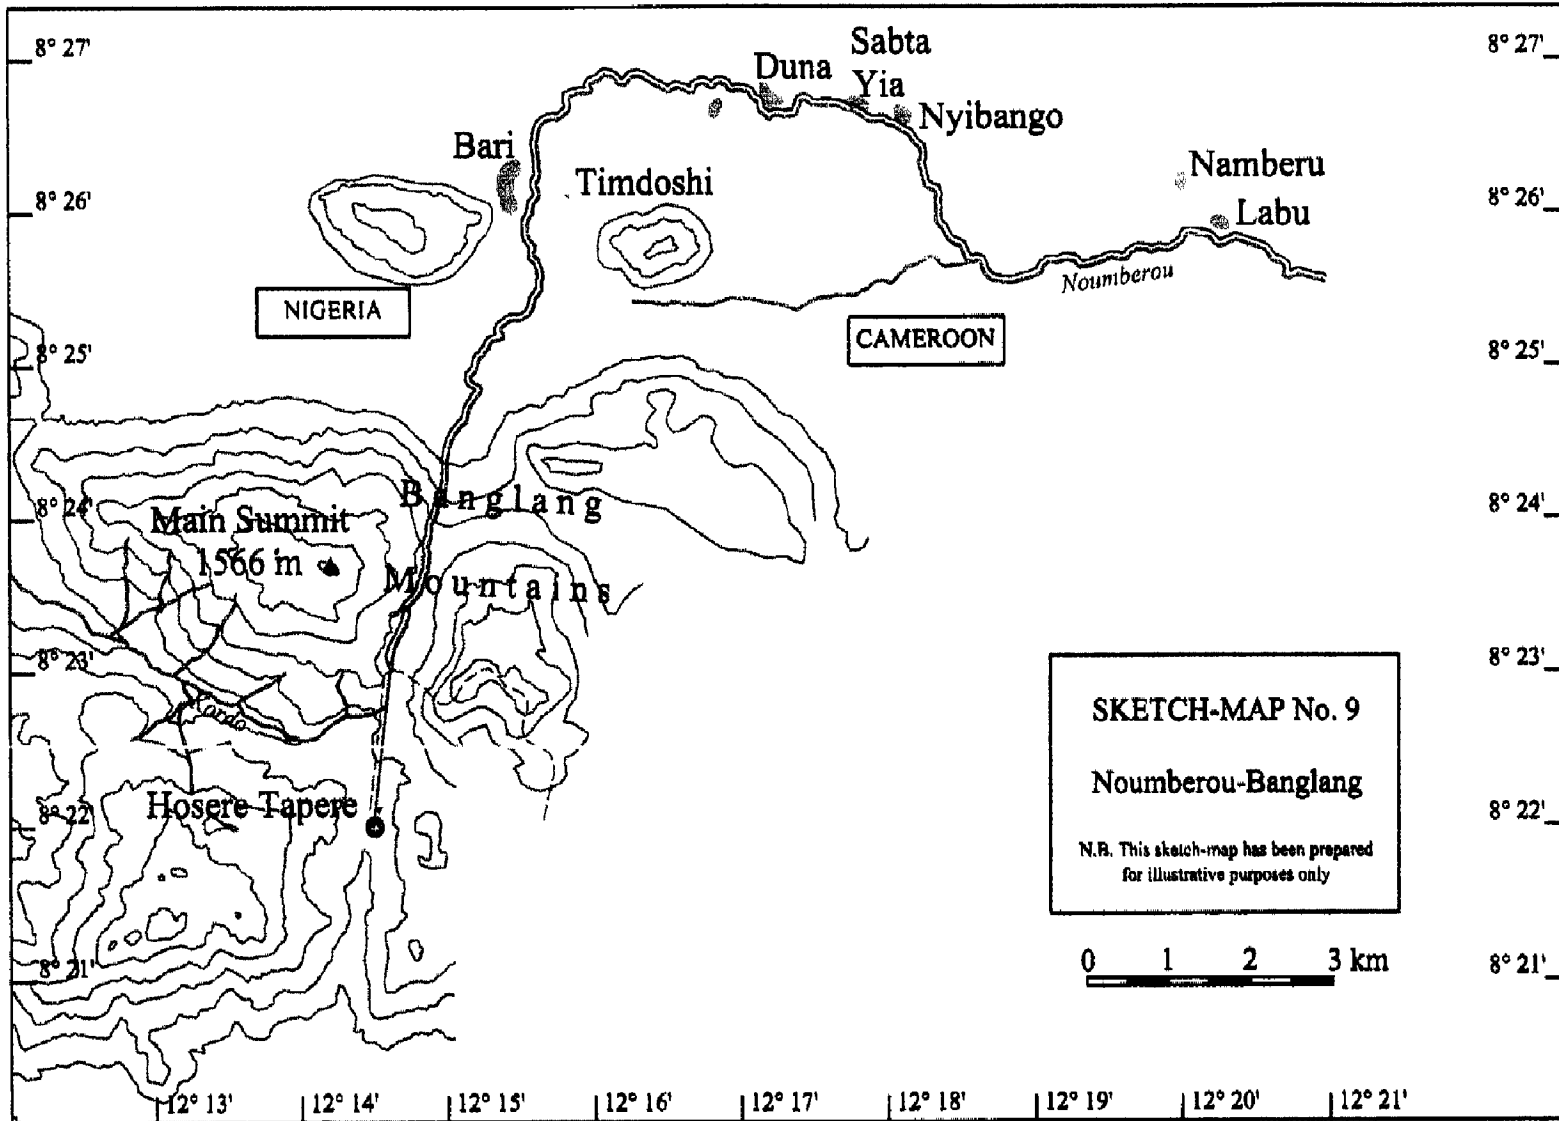 8° 27'
8° 27'
Sabta
Duna
Yia
Nyibango
Bari
Timdoshi
Namberu
8° 26'
8° 26'
Labu
Noumberou
NIGERIA
CAMEROON
8° 25'
8° 25'
8° 24'
Banglang
8° 24'
Main Summit
1566 m
Mountains
8° 23'
8° 23'
SKETCH-MAP No. 9
Noumberou-Banglang
Hosere Tapere
8° 22'
8° 22'
N.B. This sketch-map has been prepared
for illustrative purposes only
8° 21'
0 1 2 3 km
8° 21'
12° 13' 12° 14' 12° 15' 12° 16' 12° 17' 12° 18' 12° 19' 12° 20' 12° 21'